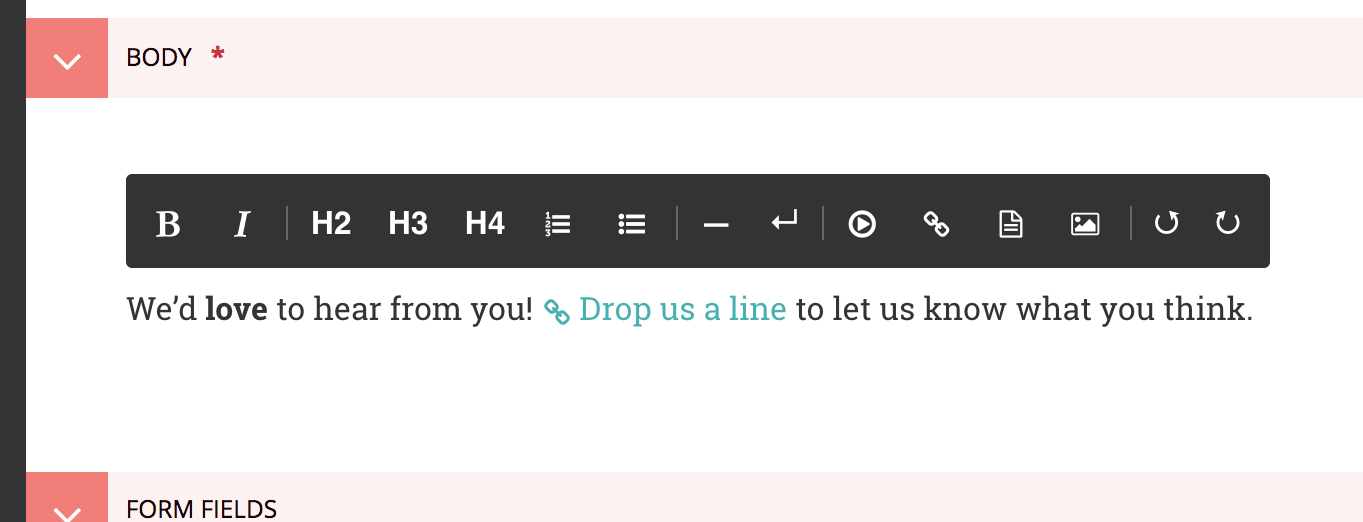 BODY *
B I H2 H3 H4
We’d love to hear from you! Drop us a line to let us know what you think.
FORM FIELDS